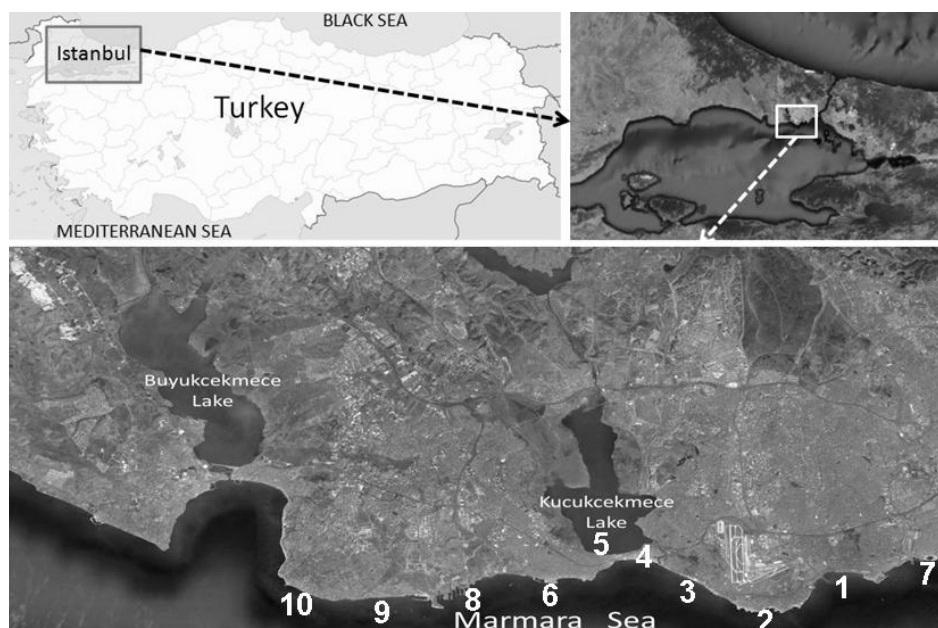 BLACK SEA
Istanbul
Turkey
MEDITERRANEAN SEA
Buyukcekmece
Lake
Kucukcekmece
Lake
5
4
10
9
8
6
3
2
1
7
Marmara Sea